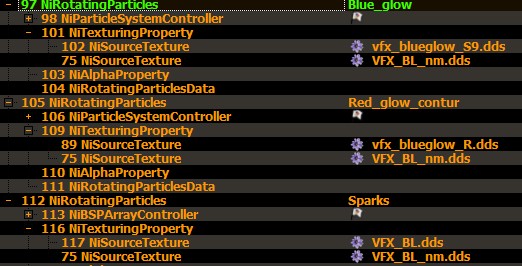 97 NiRotatingParticles Blue_glow
98 NiParticleSystemController
101 NiTexturingProperty
102 NiSourceTexture vfx_blueglow_S9.dds
75 NiSourceTexture VFX_BL_nm.dds
103 NiAlphaProperty
104 NiRotatingParticlesData
105 NiRotatingParticles Red_glow_contur
106 NiParticleSystemController
109 NiTexturingProperty
89 NiSourceTexture vfx_blueglow_R.dds
75 NiSourceTexture VFX_BL_nm.dds
110 NiAlphaProperty
111 NiRotatingParticlesData
112 NiRotatingParticles Sparks
113 NiBSPArrayController
116 NiTexturingProperty
117 NiSourceTexture VFX_BL.dds
75 NiSourceTexture VFX_BL_nm.dds